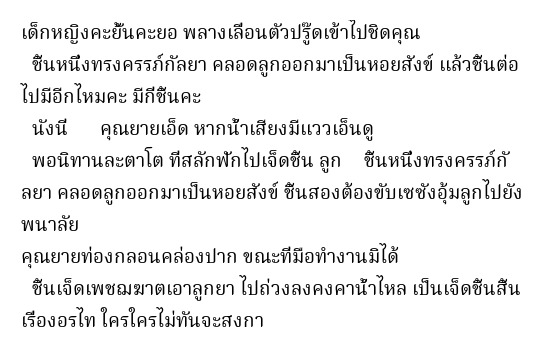 เด็กหญิงคะยั้นคะยอ พลางเลื่อนตัวปรู๊ดเข้าไปชิดคุณ
ชิ้นหนึ่งทรงครรภ์กัลยา คลอดลูกออกมาเป็นหอยสังข์ แล้วชิ้นต่อ
ไปมีอีกไหมคะ มีกี่ชิ้นคะ
นังนี่ คุณยายเอ็ด หากน้ำเสียงมีแววเอ็นดู
พอนิทานละตาโต ที่สลักฟักไปเจ็ดชิ้น ลูก ชิ้นหนึ่งทรงครรภ์กั
ลยา คลอดลูกออกมาเป็นหอยสังข์ ชิ้นสองต้องขับเซซังอุ้มลูกไปยัง
พนาลัย
คุณยายท่องกลอนคล่องปาก ขณะที่มือทำงานมิได้
ชิ้นเจ็ดเพชฌฆาตเอาลูกยา ไปถ่วงลงคงคาน้ำไหล เป็นเจ็ดชิ้นสิ้น
เรื่องอรไท ใครใครไม่ทันจะสงกา